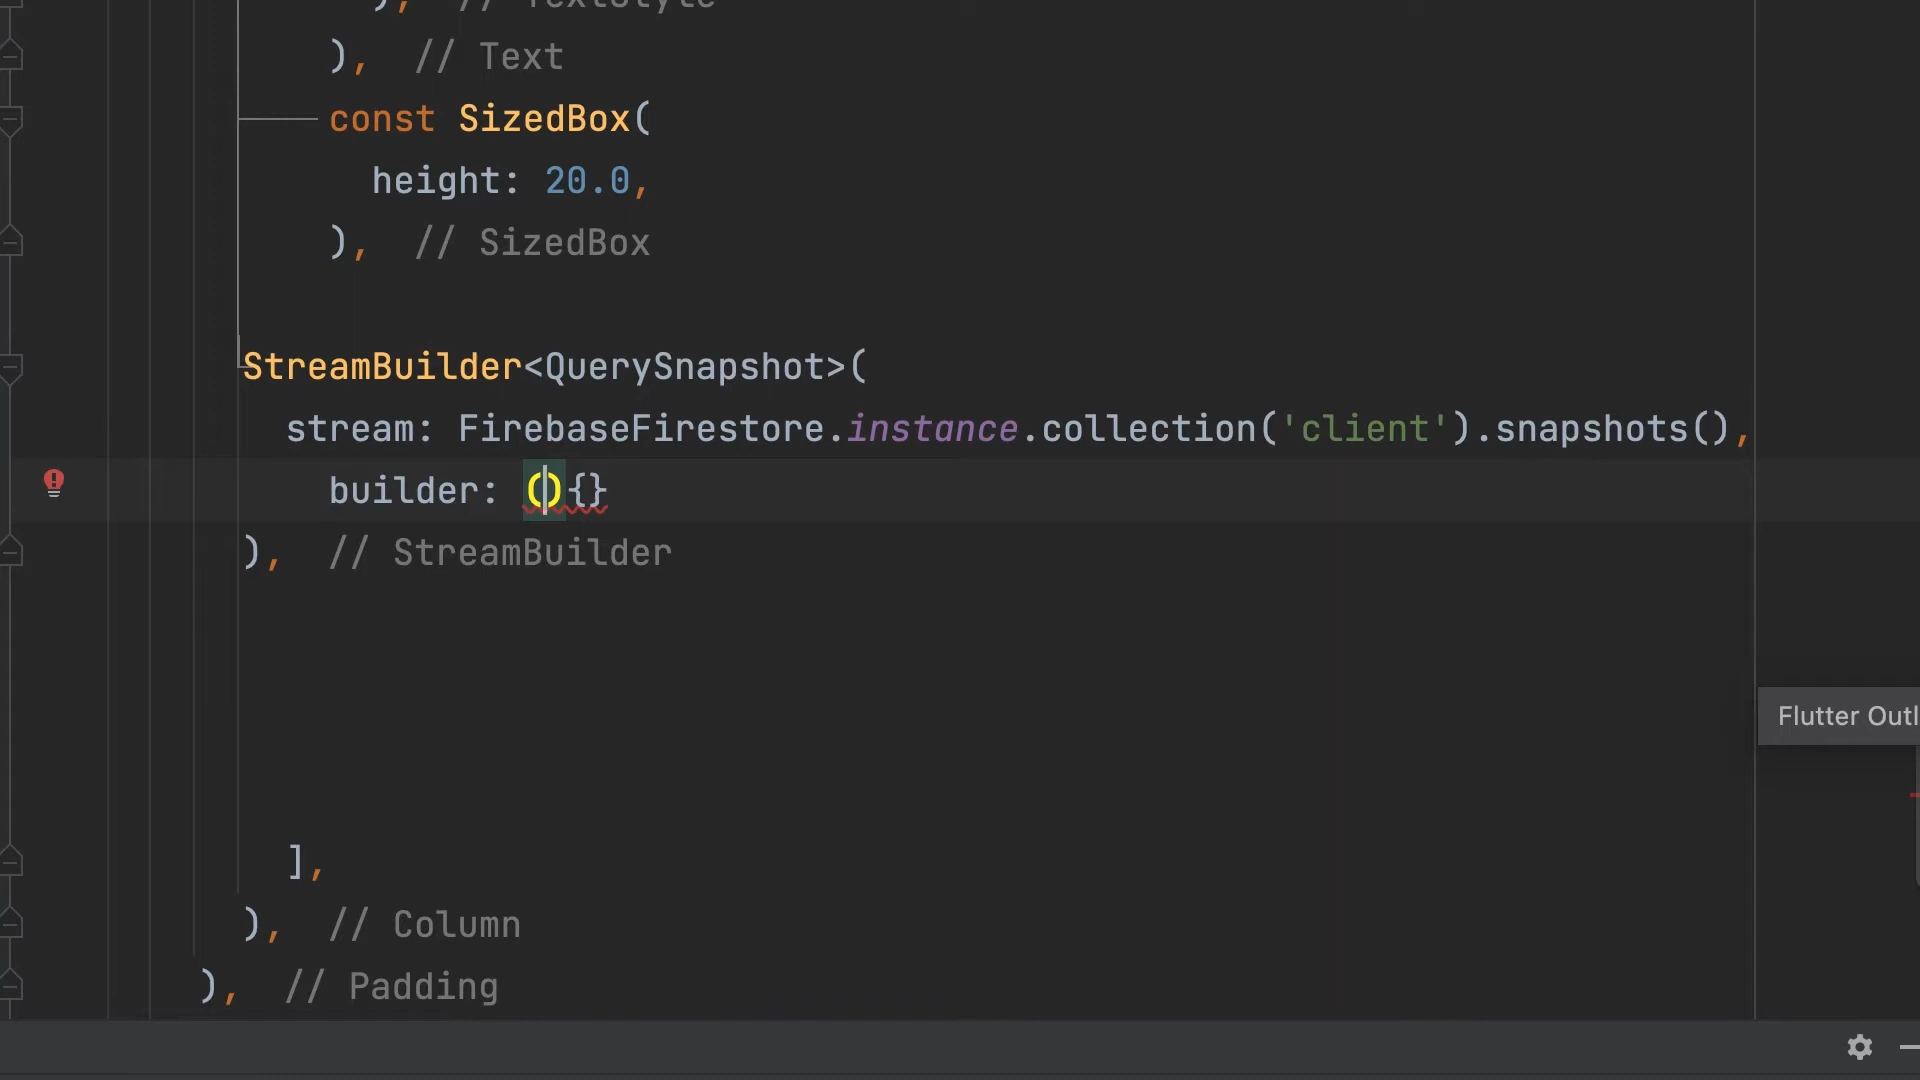 ), // TextStyle
), // Text
const SizedBox(
height: 20.0,
), // SizedBox
StreamBuilder<QuerySnapshot>(
stream: FirebaseFirestore.instance.collection('client').snapshots(),
builder: (){}
), // StreamBuilder
Flutter Outl
],
), // Column
), // Padding